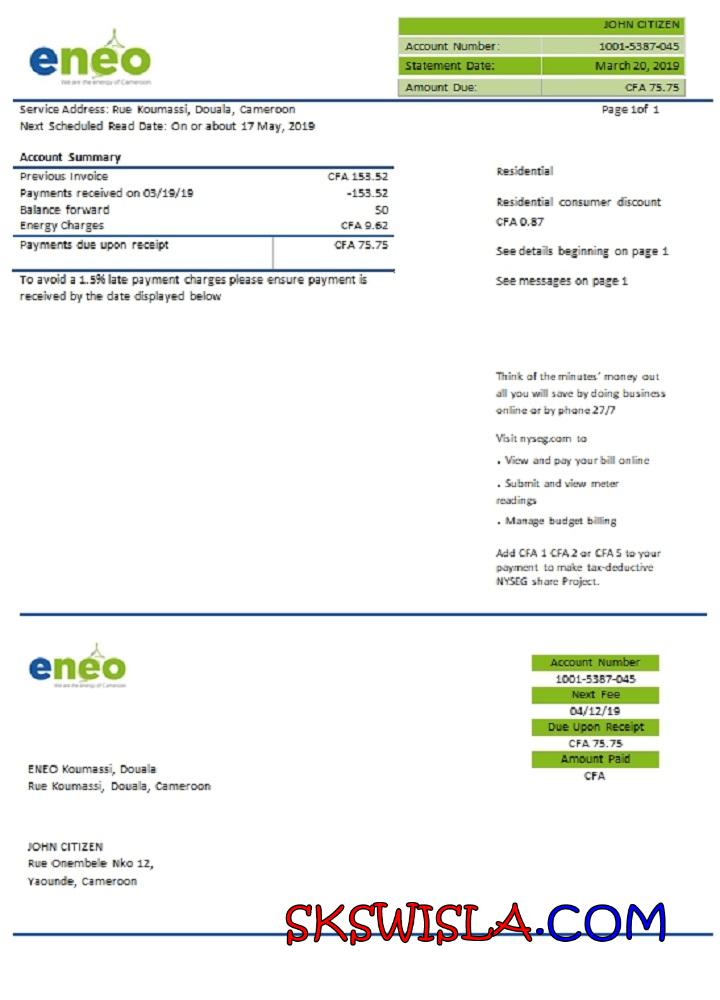 eneo
We are the energy of Cameroon
JOHN CITIZEN
Account Number: 1001-5387-045
Statement Date: March 20, 2019
Amount Due: CFA 75.75
Service Address: Rue Koumassi, Douala, Cameroon
Page 1of 1
Next Scheduled Read Date: On or about 17 May, 2019
Account Summary
Previous Invoice CFA 153.52
Payments received on 03/19/19 -153.52
Balance forward S0
Energy Charges CFA 9.62
Payments due upon receipt CFA 75.75
To avoid a 1.5% late payment charges please ensure payment is
received by the date displayed below
Residential
Residential consumer discount
CFA 0.87
See details beginning on page 1
See messages on page 1
Think of the minutes' money out
all you will save by doing business
online or by phone 27/7
Visit nyseg.com to
. View and pay your bill online
. Submit and view meter
readings
. Manage budget billing
Add CFA 1 CFA 2 or CFA 5 to your
payment to make tax-deductive
NYSEG share Project.
eneo
We are the energy of Cameroon
Account Number
1001-5387-045
Next Fee
04/12/19
Due Upon Receipt
CFA 75.75
Amount Paid
CFA
ENEO Koumassi, Douala
Rue Koumassi, Douala, Cameroon
JOHN CITIZEN
Rue Onembele Nko 12,
Yaounde, Cameroon
SKSWISLA.COM